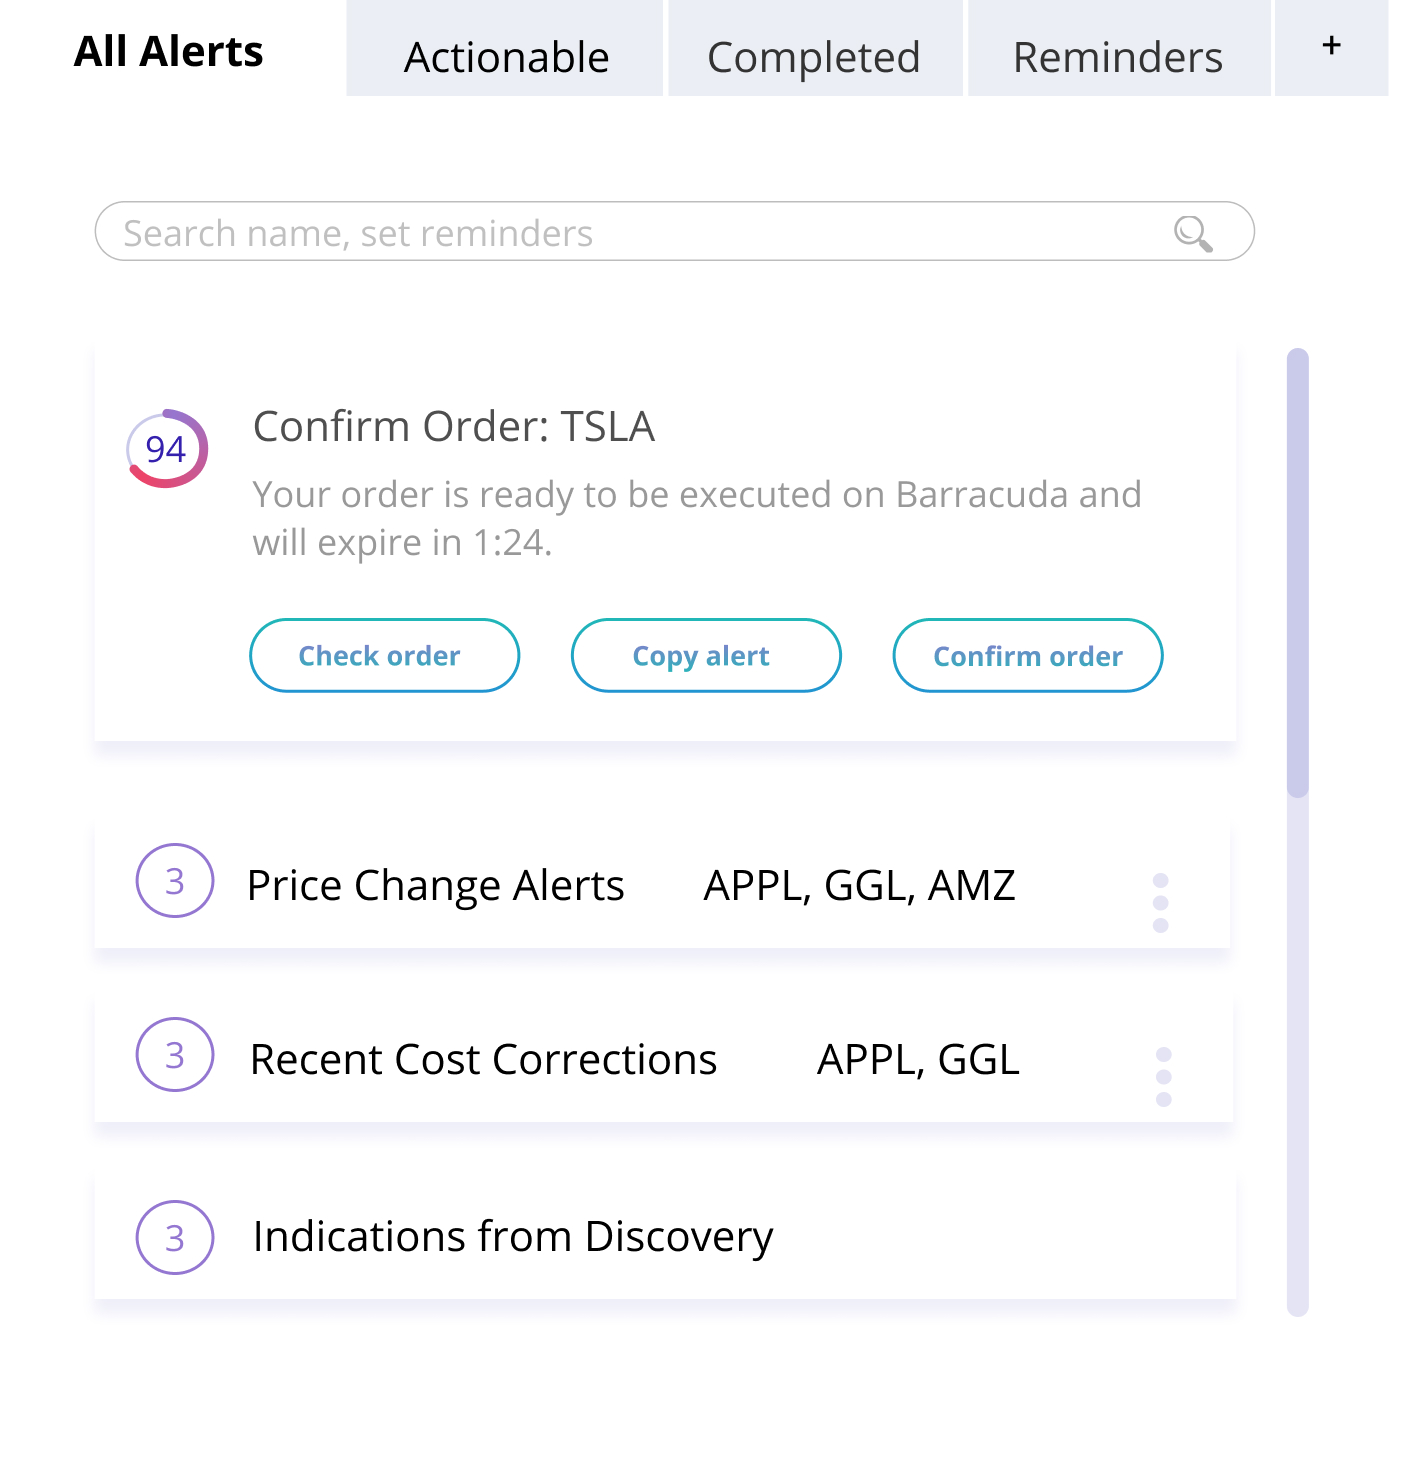 All Alerts Actionable Completed Reminders +
Search name, set reminders
94
Confirm Order: TSLA
Your order is ready to be executed on Barracuda and
will expire in 1:24.
Check order Copy alert Confirm order
3 Price Change Alerts APPL, GGL, AMZ
3 Recent Cost Corrections APPL, GGL
3 Indications from Discovery